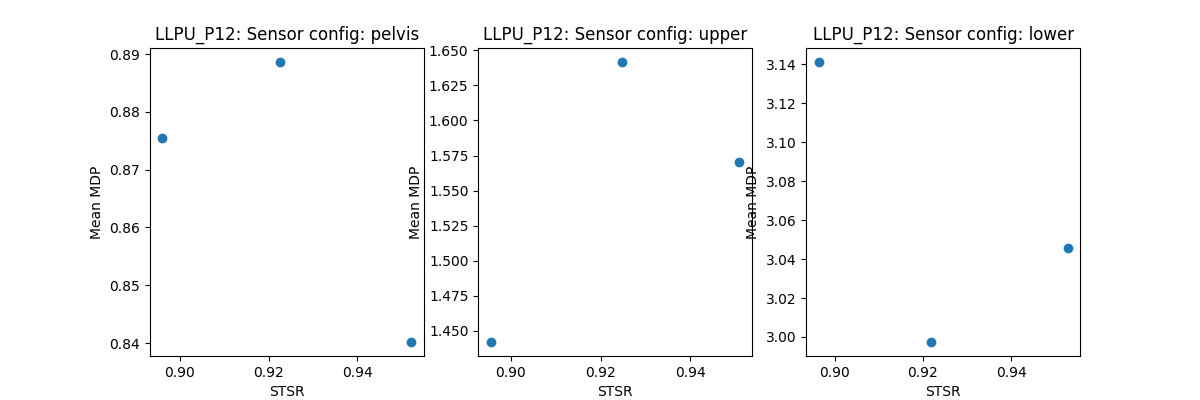 LLPU_P12: Sensor config: pelvis
0.89
0.88
0.87
0.86
0.85
0.84
Mean MDP
0.90 0.92 0.94
STSR
LLPU_P12: Sensor config: upper
1.650
1.625
1.600
1.575
1.550
1.525
1.500
1.475
1.450
Mean MDP
0.90 0.92 0.94
STSR
LLPU_P12: Sensor config: lower
3.14
3.12
3.10
3.08
3.06
3.04
3.02
3.00
Mean MDP
0.90 0.92 0.94
STSR